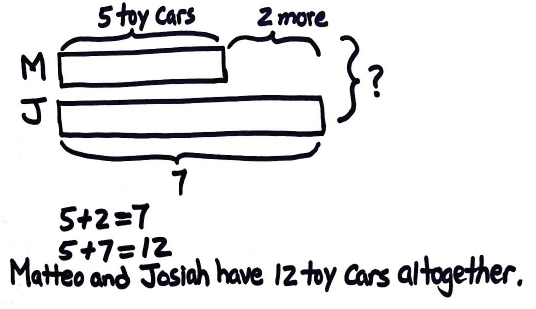 5 toy cars 2 more
M
?
J
7
5+2=7
5+7=12
Matteo and Josiah have 12 toy cars altogether.